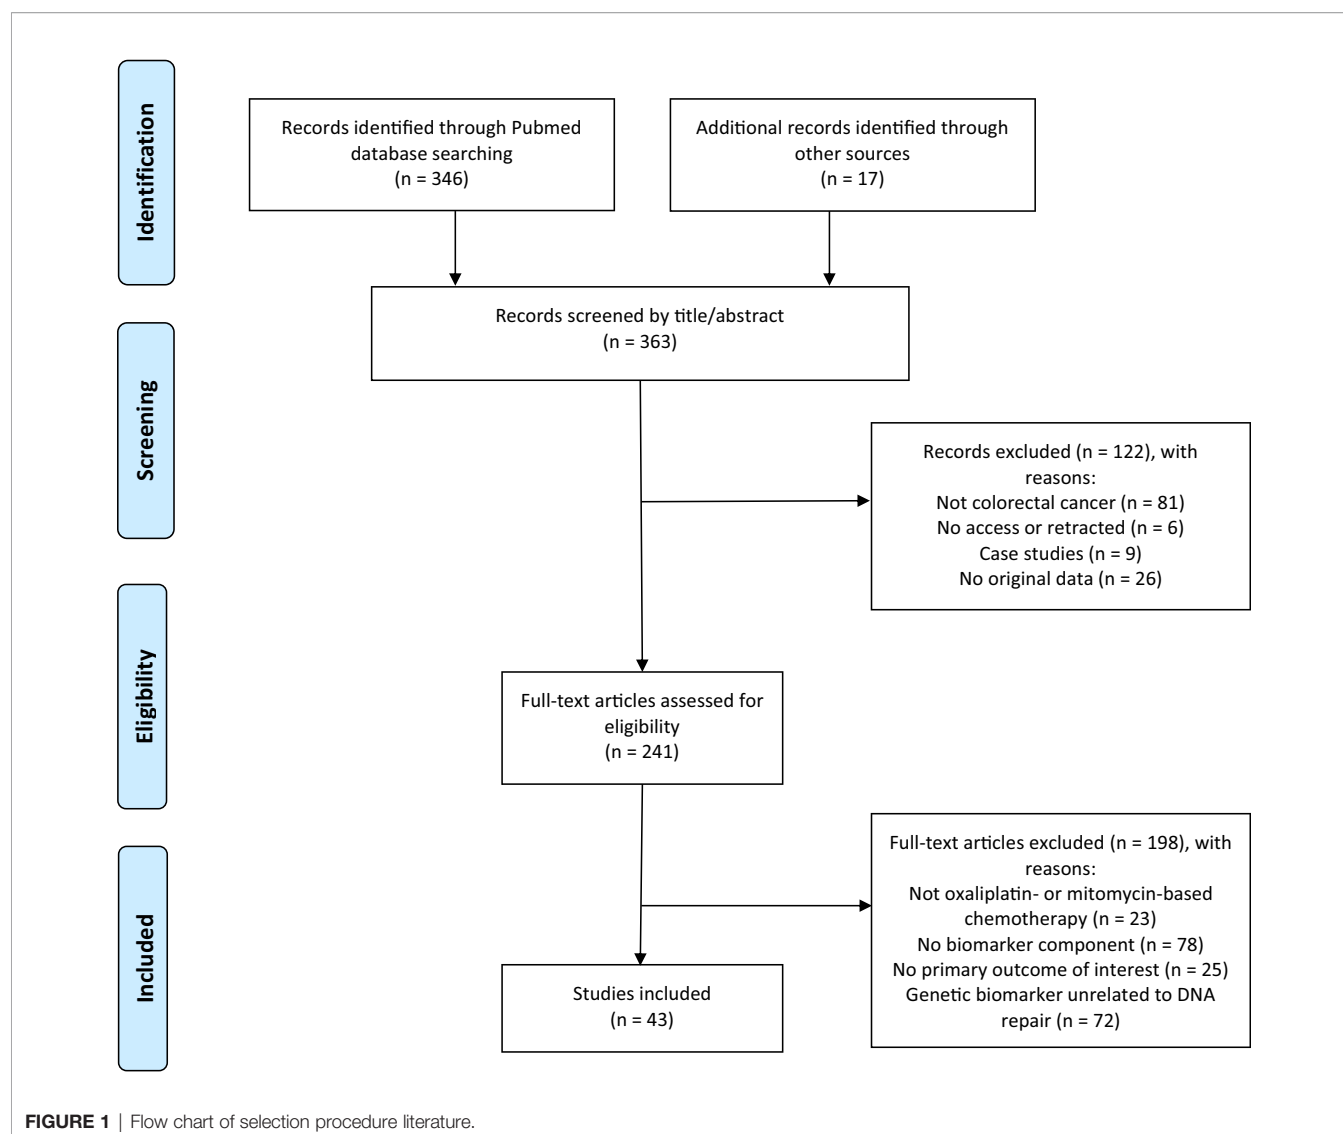 Identification
Records identified through Pubmed
database searching
(n = 346)
Additional records identified through
other sources
(n = 17)
Records screened by title/abstract
(n = 363)
Screening
Records excluded (n = 122), with
reasons:
Not colorectal cancer (n = 81)
No access or retracted (n = 6)
Case studies (n = 9)
No original data (n = 26)
Eligibility
Full-text articles assessed for
eligibility
(n = 241)
Full-text articles excluded (n = 198), with
reasons:
Not oxaliplatin- or mitomycin-based
chemotherapy (n = 23)
No biomarker component (n = 78)
No primary outcome of interest (n = 25)
Genetic biomarker unrelated to DNA
repair (n = 72)
Included
Studies included
(n = 43)
FIGURE 1 | Flow chart of selection procedure literature.